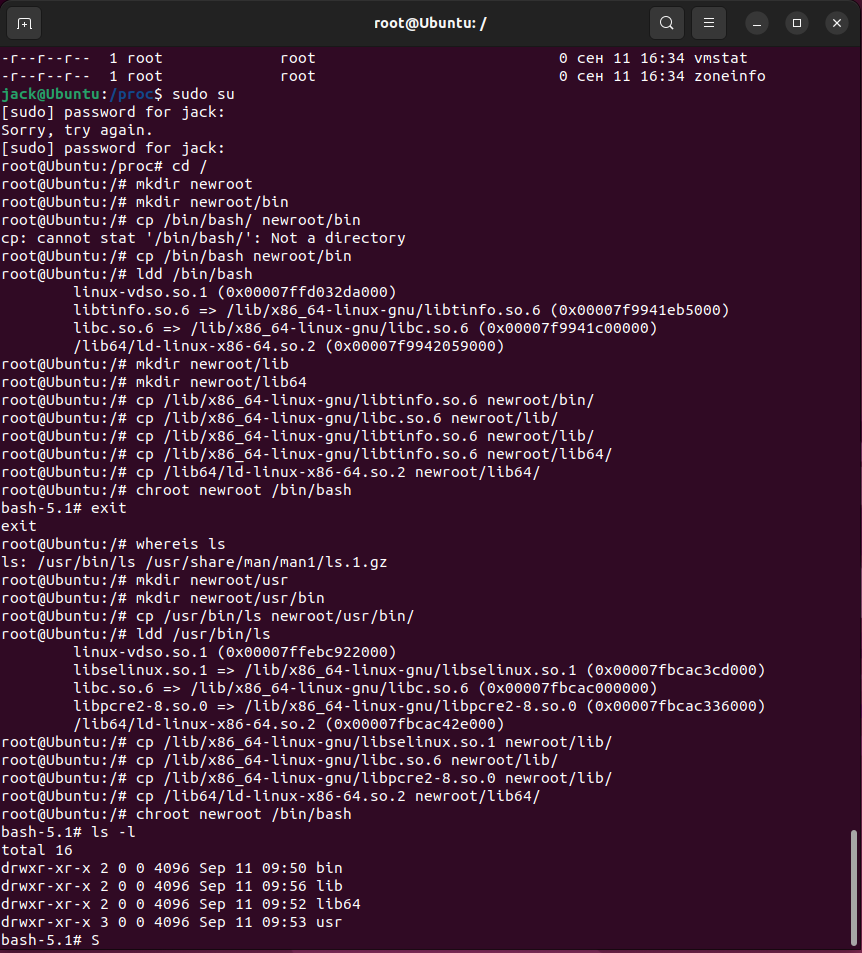 root@Ubuntu: /
-r--r--r--  1 root             root                           0 сен 11 16:34 vmstat
-r--r--r--  1 root             root                           0 сен 11 16:34 zoneinfo
jack@Ubuntu:/proc$ sudo su
[sudo] password for jack:
Sorry, try again.
[sudo] password for jack:
root@Ubuntu:/proc# cd /
root@Ubuntu:/# mkdir newroot
root@Ubuntu:/# mkdir newroot/bin
root@Ubuntu:/# cp /bin/bash/ newroot/bin
cp: cannot stat '/bin/bash/': Not a directory
root@Ubuntu:/# cp /bin/bash newroot/bin
root@Ubuntu:/# ldd /bin/bash
        linux-vdso.so.1 (0x00007ffd032da000)
        libtinfo.so.6 => /lib/x86_64-linux-gnu/libtinfo.so.6 (0x00007f9941eb5000)
        libc.so.6 => /lib/x86_64-linux-gnu/libc.so.6 (0x00007f9941c00000)
        /lib64/ld-linux-x86-64.so.2 (0x00007f9942059000)
root@Ubuntu:/# mkdir newroot/lib
root@Ubuntu:/# mkdir newroot/lib64
root@Ubuntu:/# cp /lib/x86_64-linux-gnu/libtinfo.so.6 newroot/bin/
root@Ubuntu:/# cp /lib/x86_64-linux-gnu/libc.so.6 newroot/lib/
root@Ubuntu:/# cp /lib/x86_64-linux-gnu/libtinfo.so.6 newroot/lib/
root@Ubuntu:/# cp /lib/x86_64-linux-gnu/libtinfo.so.6 newroot/lib64/
root@Ubuntu:/# cp /lib64/ld-linux-x86-64.so.2 newroot/lib64/
root@Ubuntu:/# chroot newroot /bin/bash
bash-5.1# exit
exit
root@Ubuntu:/# whereis ls
ls: /usr/bin/ls /usr/share/man/man1/ls.1.gz
root@Ubuntu:/# mkdir newroot/usr
root@Ubuntu:/# mkdir newroot/usr/bin
root@Ubuntu:/# cp /usr/bin/ls newroot/usr/bin/
root@Ubuntu:/# ldd /usr/bin/ls
        linux-vdso.so.1 (0x00007ffebc922000)
        libselinux.so.1 => /lib/x86_64-linux-gnu/libselinux.so.1 (0x00007fbcac3cd000)
        libc.so.6 => /lib/x86_64-linux-gnu/libc.so.6 (0x00007fbcac000000)
        libpcre2-8.so.0 => /lib/x86_64-linux-gnu/libpcre2-8.so.0 (0x00007fbcac336000)
        /lib64/ld-linux-x86-64.so.2 (0x00007fbcac42e000)
root@Ubuntu:/# cp /lib/x86_64-linux-gnu/libselinux.so.1 newroot/lib/
root@Ubuntu:/# cp /lib/x86_64-linux-gnu/libc.so.6 newroot/lib/
root@Ubuntu:/# cp /lib/x86_64-linux-gnu/libpcre2-8.so.0 newroot/lib/
root@Ubuntu:/# cp /lib64/ld-linux-x86-64.so.2 newroot/lib64/
root@Ubuntu:/# chroot newroot /bin/bash
bash-5.1# ls -l
total 16
drwxr-xr-x 2 0 0 4096 Sep 11 09:50 bin
drwxr-xr-x 2 0 0 4096 Sep 11 09:56 lib
drwxr-xr-x 2 0 0 4096 Sep 11 09:52 lib64
drwxr-xr-x 3 0 0 4096 Sep 11 09:53 usr
bash-5.1# S